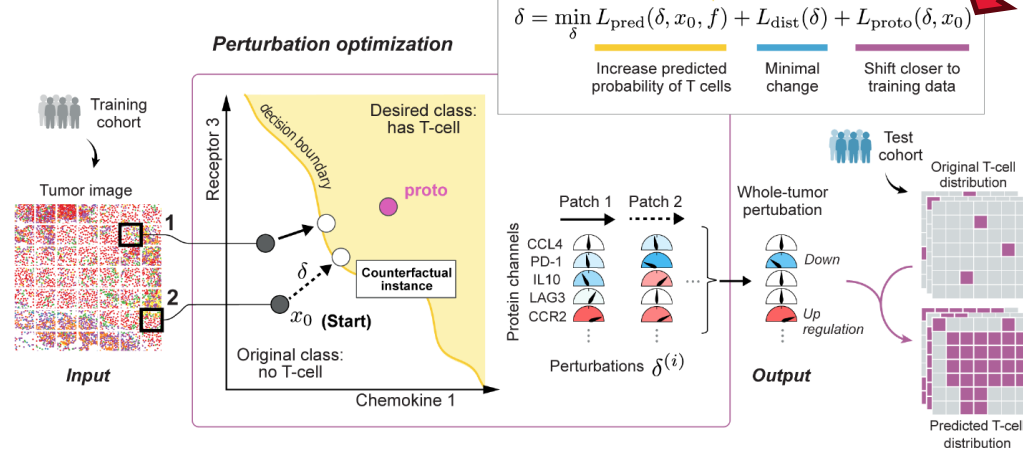 δ = min L_pred(δ, x₀, f) + L_dist(δ) + L_proto(δ, x₀)
δ
Increase predicted
probability of T cells
Minimal
change
Shift closer to
training data
Perturbation optimization
Training
cohort
Tumor image
1
2
Input
Receptor 3
decision boundary
Desired class:
has T-cell
proto
δ
Counterfactual
instance
x₀ (Start)
Original class:
no T-cell
Chemokine 1
Patch 1
Patch 2
Protein channels
CCL4
PD-1
IL10
LAG3
CCR2
...
⋮
⋮
Perturbations δ⁽ⁱ⁾
Whole-tumor
pertubation
Down
Up
regulation
⋮
Output
Test
cohort
Original T-cell
distribution
Predicted T-cell
distribution